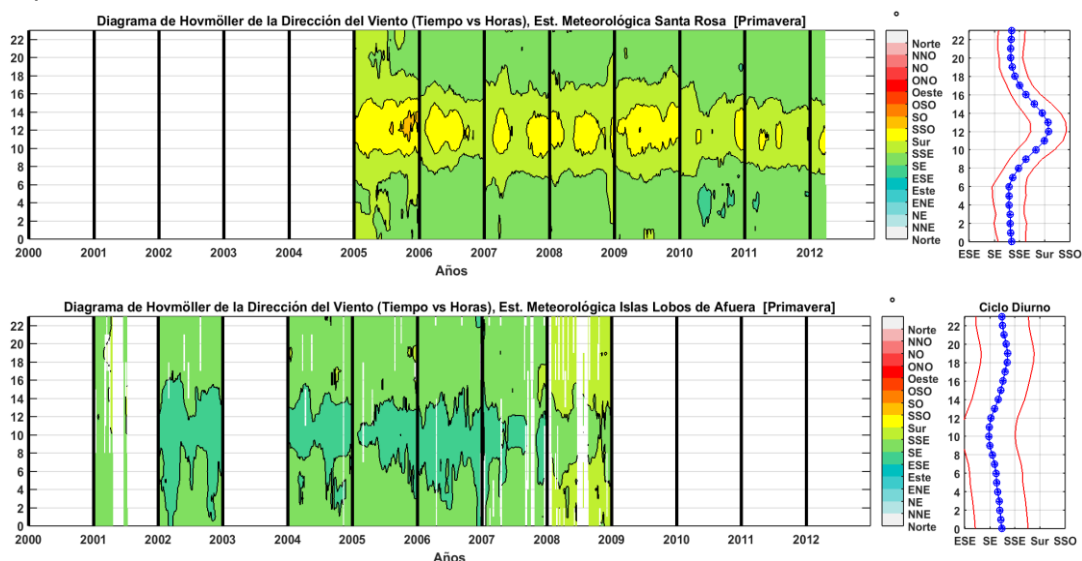 Diagrama de Hovmöller de la Dirección del Viento (Tiempo vs Horas), Est. Meteorológica Santa Rosa [Primavera]
°
22
20
18
16
14
12
10
8
6
4
2
0
2000 2001 2002 2003 2004 2005 2006 2007 2008 2009 2010 2011 2012
Años
Norte
NNO
NO
ONO
Oeste
OSO
SO
SSO
Sur
SSE
SE
ESE
Este
ENE
NE
NNE
Norte
22
20
18
16
14
12
10
8
6
4
2
0
ESE SE SSE Sur SSO
Diagrama de Hovmöller de la Dirección del Viento (Tiempo vs Horas), Est. Meteorológica Islas Lobos de Afuera [Primavera]
°
Ciclo Diurno
22
20
18
16
14
12
10
8
6
4
2
0
2000 2001 2002 2003 2004 2005 2006 2007 2008 2009 2010 2011 2012
Años
Norte
NNO
NO
ONO
Oeste
OSO
SO
SSO
Sur
SSE
SE
ESE
Este
ENE
NE
NNE
Norte
22
20
18
16
14
12
10
8
6
4
2
0
ESE SE SSE Sur SSO